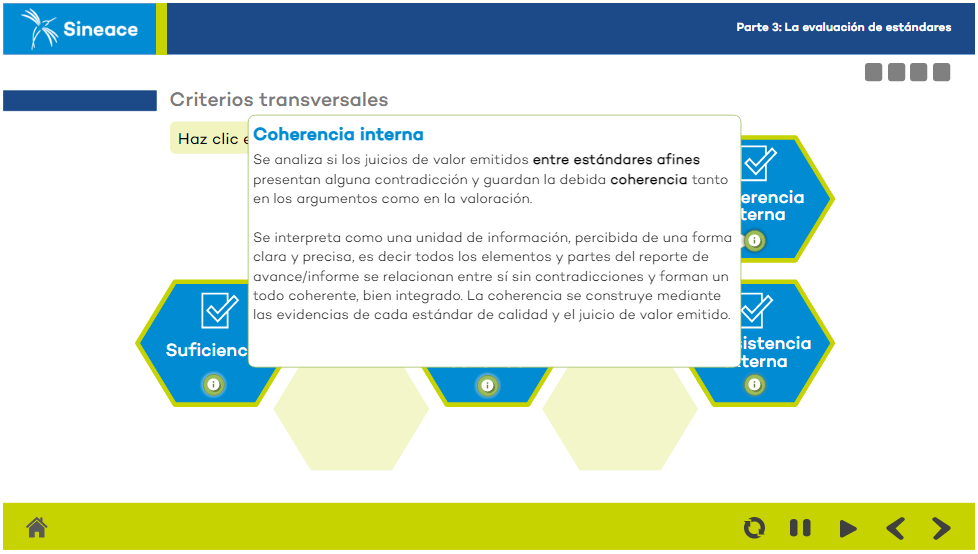 Sineace
Parte 3: La evaluación de estándares
Criterios transversales
Haz clic
Coherencia interna
Se analiza si los juicios de valor emitidos entre estándares afines
presentan alguna contradicción y guardan la debida coherencia tanto
en los argumentos como en la valoración.
Se interpreta como una unidad de información, percibida de una forma
clara y precisa, es decir todos los elementos y partes del reporte de
avance/informe se relacionan entre sí sin contradicciones y forman un
todo coherente, bien integrado. La coherencia se construye mediante
las evidencias de cada estándar de calidad y el juicio de valor emitido.
erencia
terna
Suficienc
istencia
terna